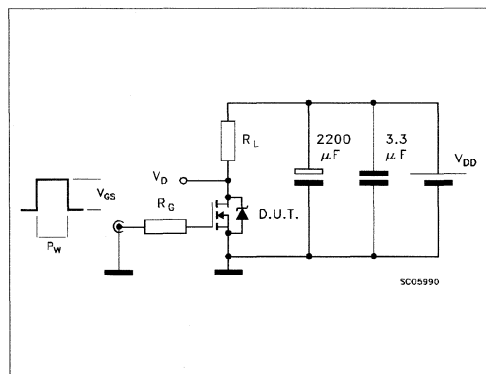 R_L
2200 μF
3.3 μF
V_DD
V_D
V_GS
R_G
D.U.T.
P_W
SC05990